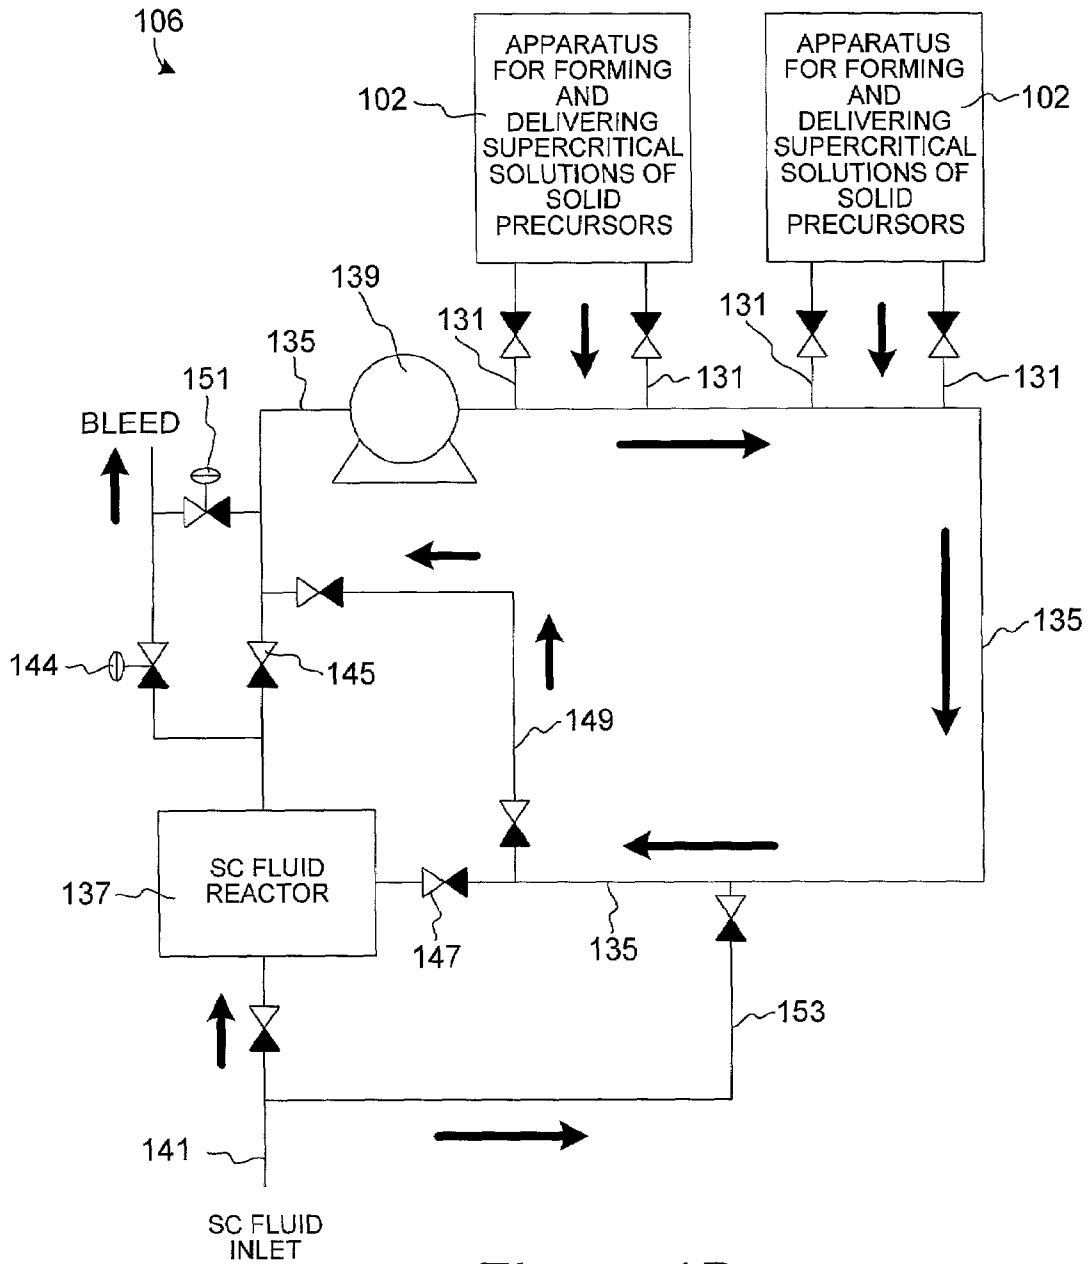 106
APPARATUS
FOR FORMING
AND
DELIVERING
SUPERCRITICAL
SOLUTIONS OF
SOLID
PRECURSORS
102
APPARATUS
FOR FORMING
AND
DELIVERING
SUPERCRITICAL
SOLUTIONS OF
SOLID
PRECURSORS
102
139
131
131
131
131
135
151
BLEED
135
144
145
149
SC FLUID
REACTOR
137
147
135
153
141
SC FLUID
INLET